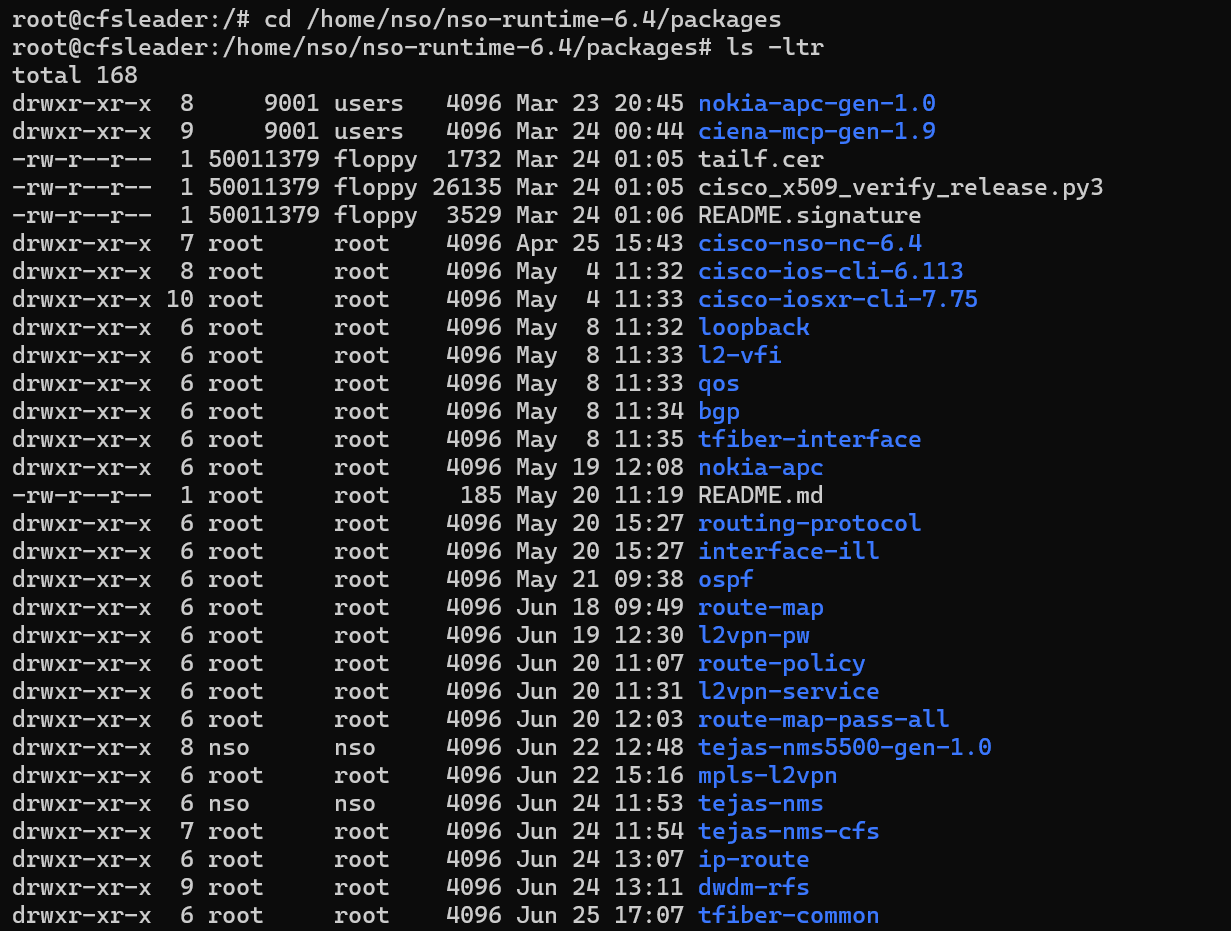 root@cfsleader:/# cd /home/nso/nso-runtime-6.4/packages
root@cfsleader:/home/nso/nso-runtime-6.4/packages# ls -ltr
total 168
drwxr-xr-x  8     9001 users   4096 Mar 23 20:45 nokia-apc-gen-1.0
drwxr-xr-x  9     9001 users   4096 Mar 24 00:44 ciena-mcp-gen-1.9
-rw-r--r--  1 50011379 floppy  1732 Mar 24 01:05 tailf.cer
-rw-r--r--  1 50011379 floppy 26135 Mar 24 01:05 cisco_x509_verify_release.py3
-rw-r--r--  1 50011379 floppy  3529 Mar 24 01:06 README.signature
drwxr-xr-x  7 root     root    4096 Apr 25 15:43 cisco-nso-nc-6.4
drwxr-xr-x  8 root     root    4096 May  4 11:32 cisco-ios-cli-6.113
drwxr-xr-x 10 root     root    4096 May  4 11:33 cisco-iosxr-cli-7.75
drwxr-xr-x  6 root     root    4096 May  8 11:32 loopback
drwxr-xr-x  6 root     root    4096 May  8 11:33 l2-vfi
drwxr-xr-x  6 root     root    4096 May  8 11:33 qos
drwxr-xr-x  6 root     root    4096 May  8 11:34 bgp
drwxr-xr-x  6 root     root    4096 May  8 11:35 tfiber-interface
drwxr-xr-x  6 root     root    4096 May 19 12:08 nokia-apc
-rw-r--r--  1 root     root     185 May 20 11:19 README.md
drwxr-xr-x  6 root     root    4096 May 20 15:27 routing-protocol
drwxr-xr-x  6 root     root    4096 May 20 15:27 interface-ill
drwxr-xr-x  6 root     root    4096 May 21 09:38 ospf
drwxr-xr-x  6 root     root    4096 Jun 18 09:49 route-map
drwxr-xr-x  6 root     root    4096 Jun 19 12:30 l2vpn-pw
drwxr-xr-x  6 root     root    4096 Jun 20 11:07 route-policy
drwxr-xr-x  6 root     root    4096 Jun 20 11:31 l2vpn-service
drwxr-xr-x  6 root     root    4096 Jun 20 12:03 route-map-pass-all
drwxr-xr-x  8 nso      nso     4096 Jun 22 12:48 tejas-nms5500-gen-1.0
drwxr-xr-x  6 root     root    4096 Jun 22 15:16 mpls-l2vpn
drwxr-xr-x  6 nso      nso     4096 Jun 24 11:53 tejas-nms
drwxr-xr-x  7 root     root    4096 Jun 24 11:54 tejas-nms-cfs
drwxr-xr-x  6 root     root    4096 Jun 24 13:07 ip-route
drwxr-xr-x  9 root     root    4096 Jun 24 13:11 dwdm-rfs
drwxr-xr-x  6 root     root    4096 Jun 25 17:07 tfiber-common